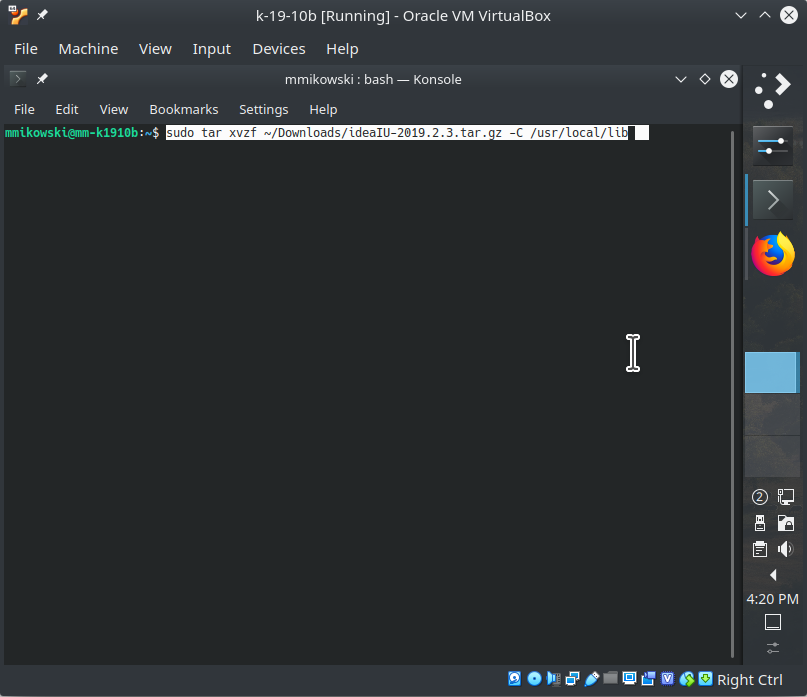 k-19-10b [Running] - Oracle VM VirtualBox
File Machine View Input Devices Help
mmikowski : bash — Konsole
File Edit View Bookmarks Settings Help
mmikowski@mm-k1910b:~$ sudo tar xvzf ~/Downloads/ideaIU-2019.2.3.tar.gz -C /usr/local/lib
2
4:20 PM
V
Right Ctrl